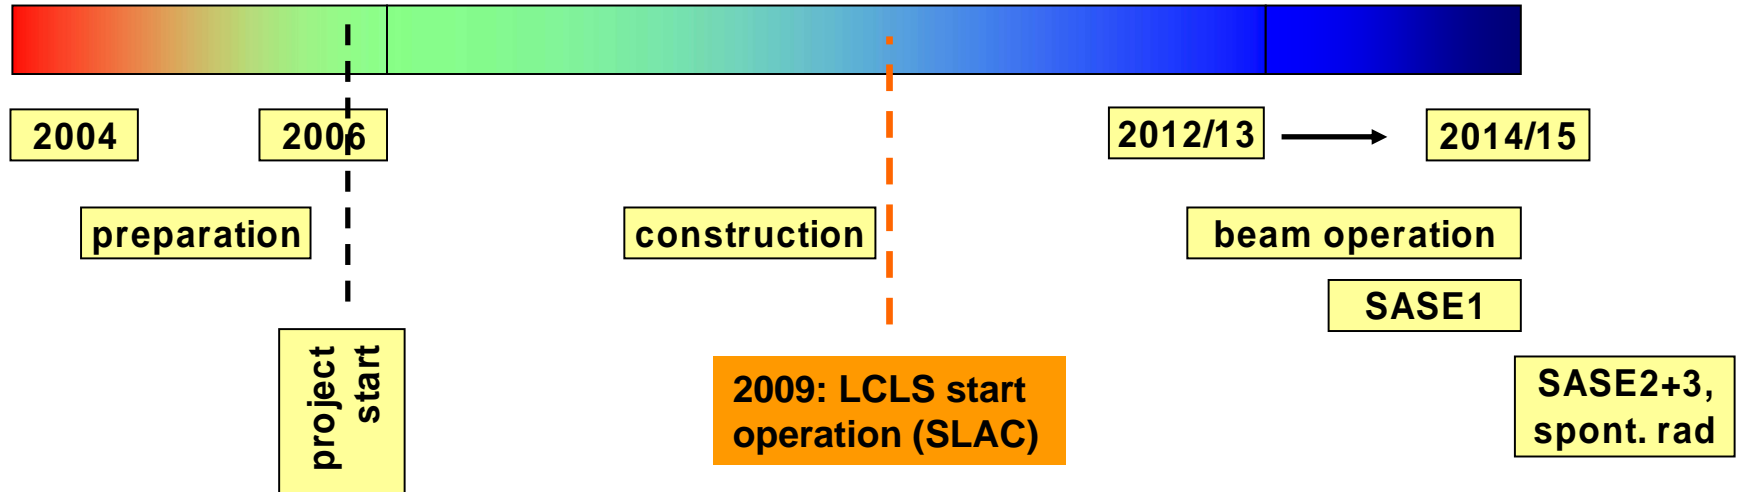 2004
2006
2012/13
2014/15
preparation
construction
beam operation
SASE1
project
start
2009: LCLS start
operation (SLAC)
SASE2+3,
spont. rad